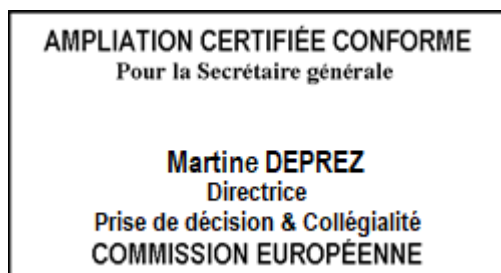 AMPLIATION CERTIFIÉE CONFORME
Pour la Secrétaire générale
Martine DEPREZ
Directrice
Prise de décision & Collégialité
COMMISSION EUROPÉENNE